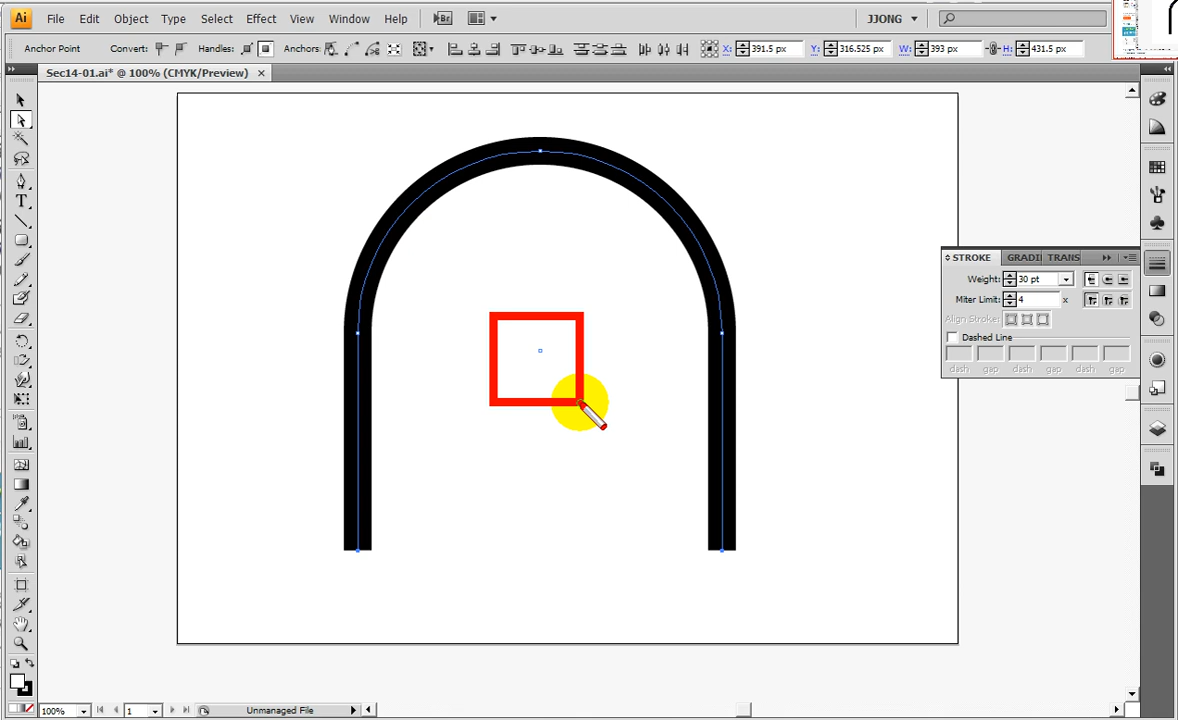 Ai File Edit Object Type Select Effect View Window Help Br JJONG
Anchor Point Convert: Handles: Anchors: X: 391.5 px Y: 316.525 px W: 393 px H: 431.5 px
Sec14-01.ai* @ 100% (CMYK/Preview)
STROKE GRADI TRANS
Weight: 30 pt
Miter Limit: 4 x
Align Stroke:
Dashed Line
dash gap dash gap dash gap
100% 1 Unmanaged File